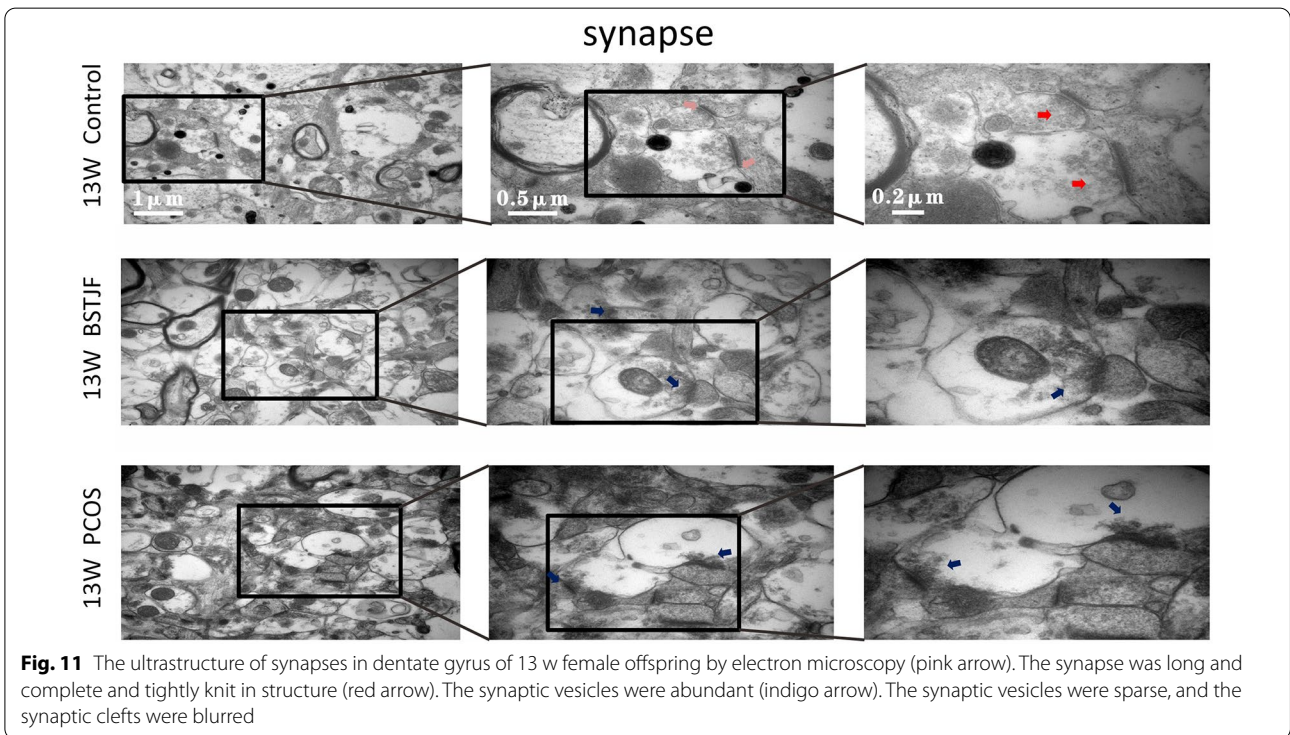 synapse
13W Control
1 μm
0.5 μm
0.2 μm
13W BSTJF
13W PCOS
Fig. 11 The ultrastructure of synapses in dentate gyrus of 13 w female offspring by electron microscopy (pink arrow). The synapse was long and
complete and tightly knit in structure (red arrow). The synaptic vesicles were abundant (indigo arrow). The synaptic vesicles were sparse, and the
synaptic clefts were blurred